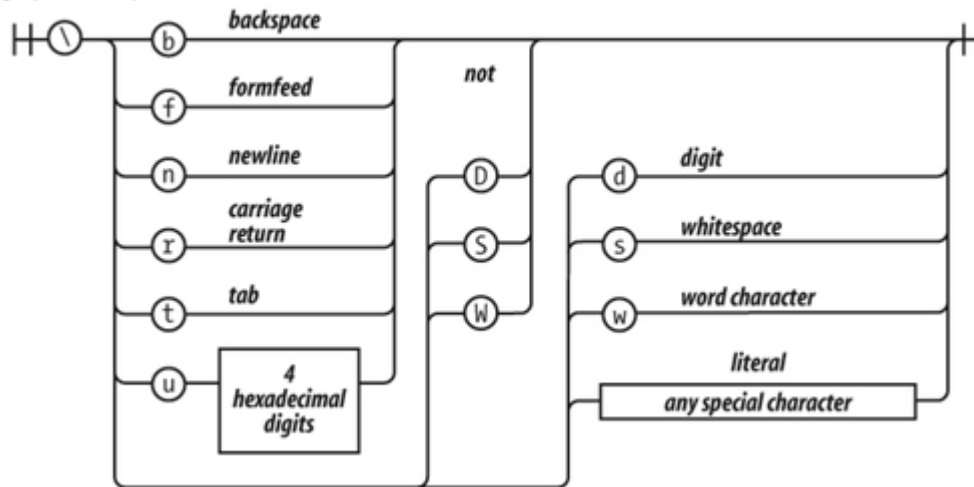 \
b backspace
f formfeed
n newline
r carriage
return
t tab
u 4
hexadecimal
digits
not
D
S
W
d digit
s whitespace
w word character
literal
any special character